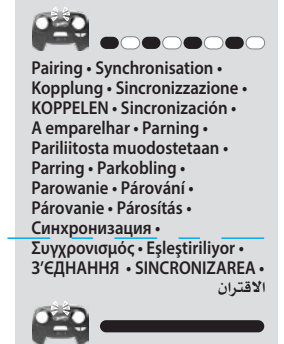 Pairing • Synchronisation •
Kopplung • Sincronizzazione •
KOPPELEN • Sincronización •
A emparelhar • Parning •
Pariliitosta muodostetaan •
Parring • Parkobling •
Parowanie • Párování •
Párovanie • Párosítás •
Синхронизация •
Συγχρονισμός • Eşleştiriliyor •
З’ЄДНАННЯ • SINCRONIZAREA •
الاقتران